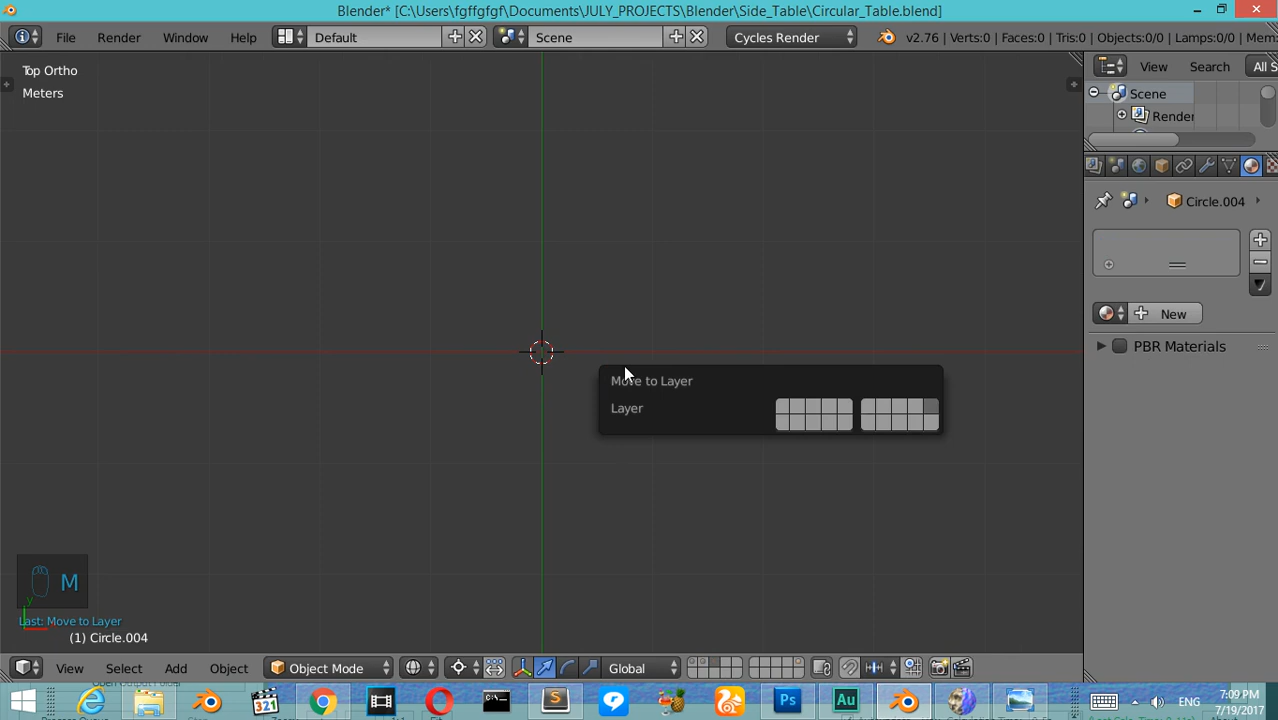 Blender* [C:\Users\fgffgfgf\Documents\JULY_PROJECTS\Blender\Side_Table\Circular_Table.blend]
File Render Window Help Default Scene Cycles Render v2.76 | Verts:0 | Faces:0 | Tris:0 | Objects:0/0 | Lamps:0/0 | Mem:
Top Ortho
Meters
View Search All S
Scene
Render
Circle.004
New
PBR Materials
Move to Layer
Layer
M
y
Last: Move to Layer
(1) Circle.004
View Select Add Object Object Mode Global
321
S
Ps
Au
ENG
7:09 PM
7/19/2017